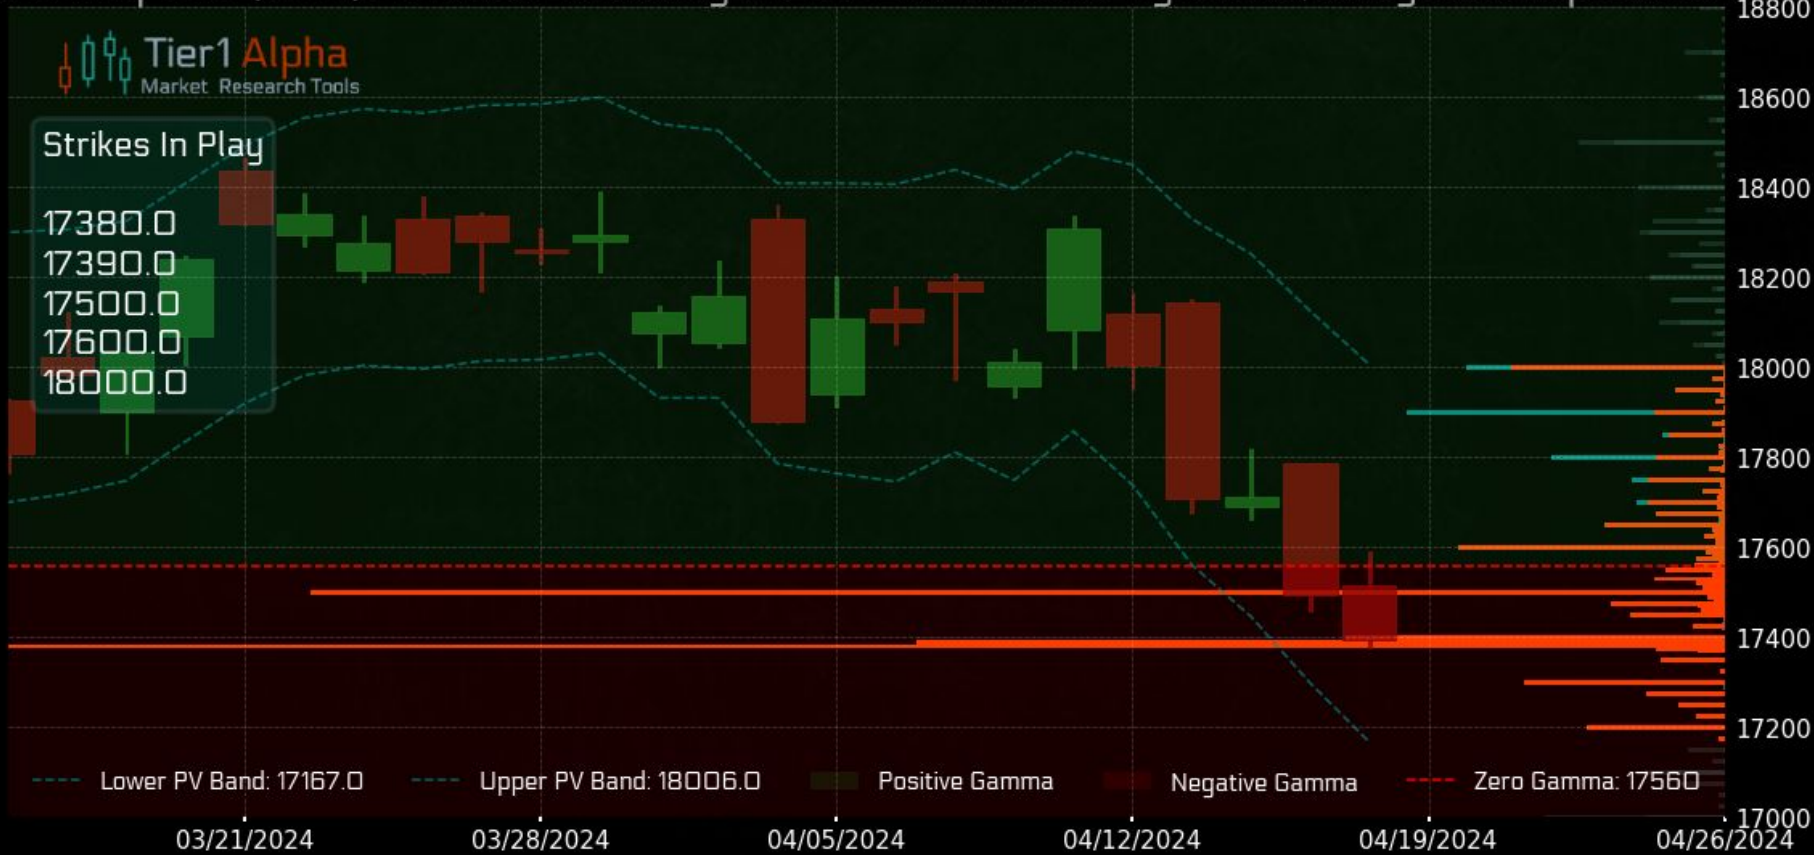 Tier1 Alpha
Market Research Tools
Strikes In Play
17380.0
17390.0
17500.0
17600.0
18000.0
18800
18600
18400
18200
18000
17800
17600
17400
17200
17000
Lower PV Band: 17167.0
Upper PV Band: 18006.0
Positive Gamma
Negative Gamma
Zero Gamma: 17560
03/21/2024
03/28/2024
04/05/2024
04/12/2024
04/19/2024
04/26/2024